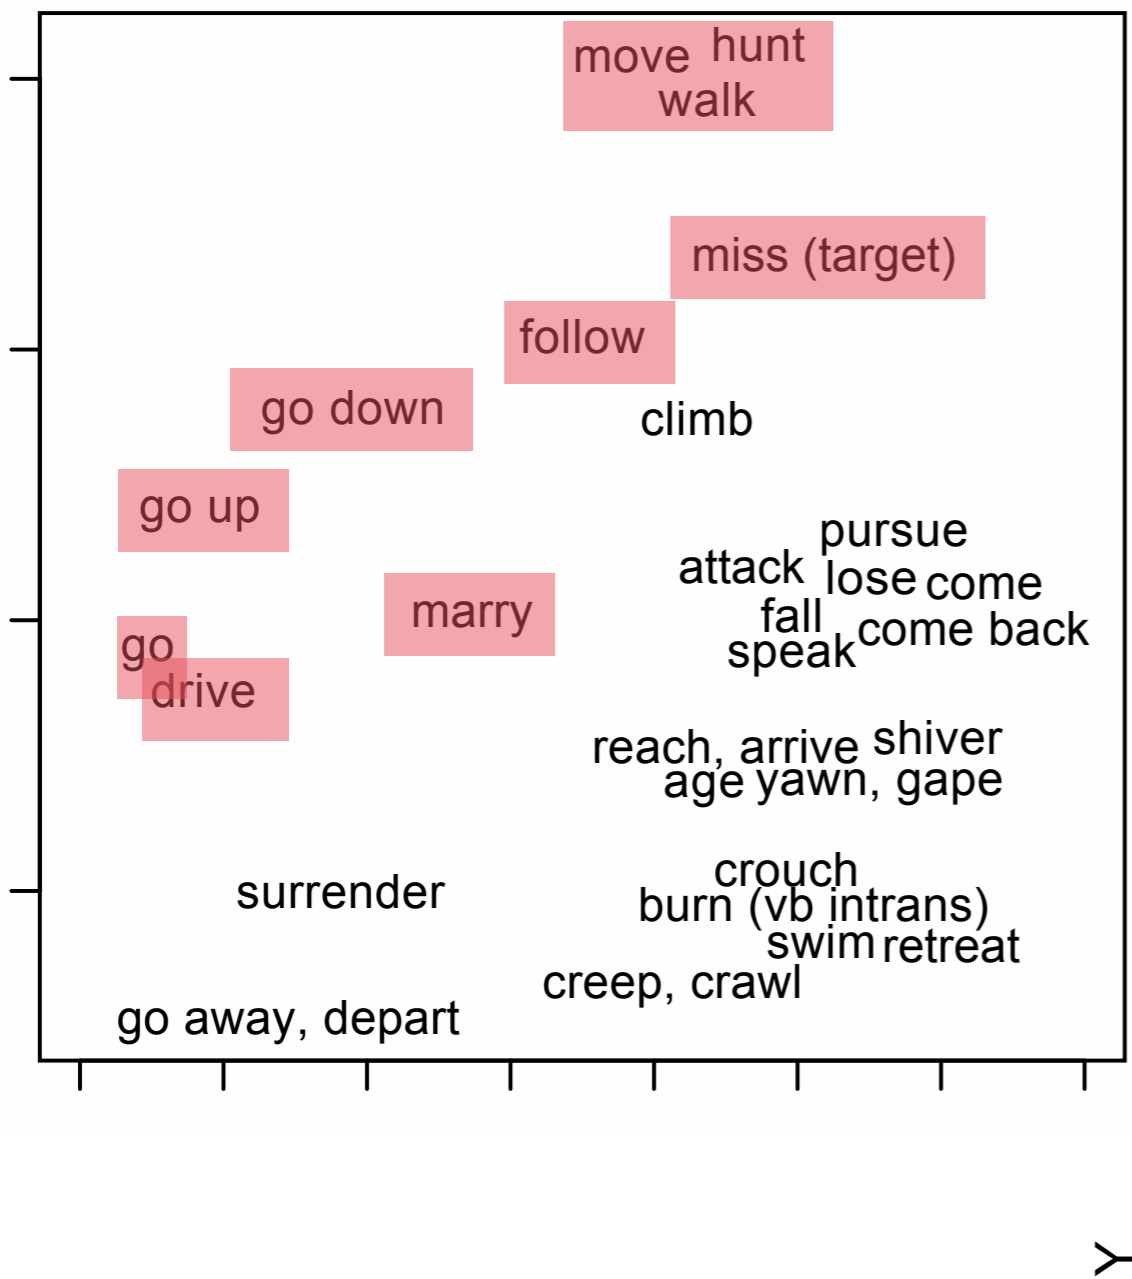 move hunt
walk
miss (target)
follow
go down
climb
go up
pursue
attack lose come
marry fall come back
go speak
drive
reach, arrive shiver
age yawn, gape
crouch
surrender burn (vb intrans)
swim retreat
creep, crawl
go away, depart
Y